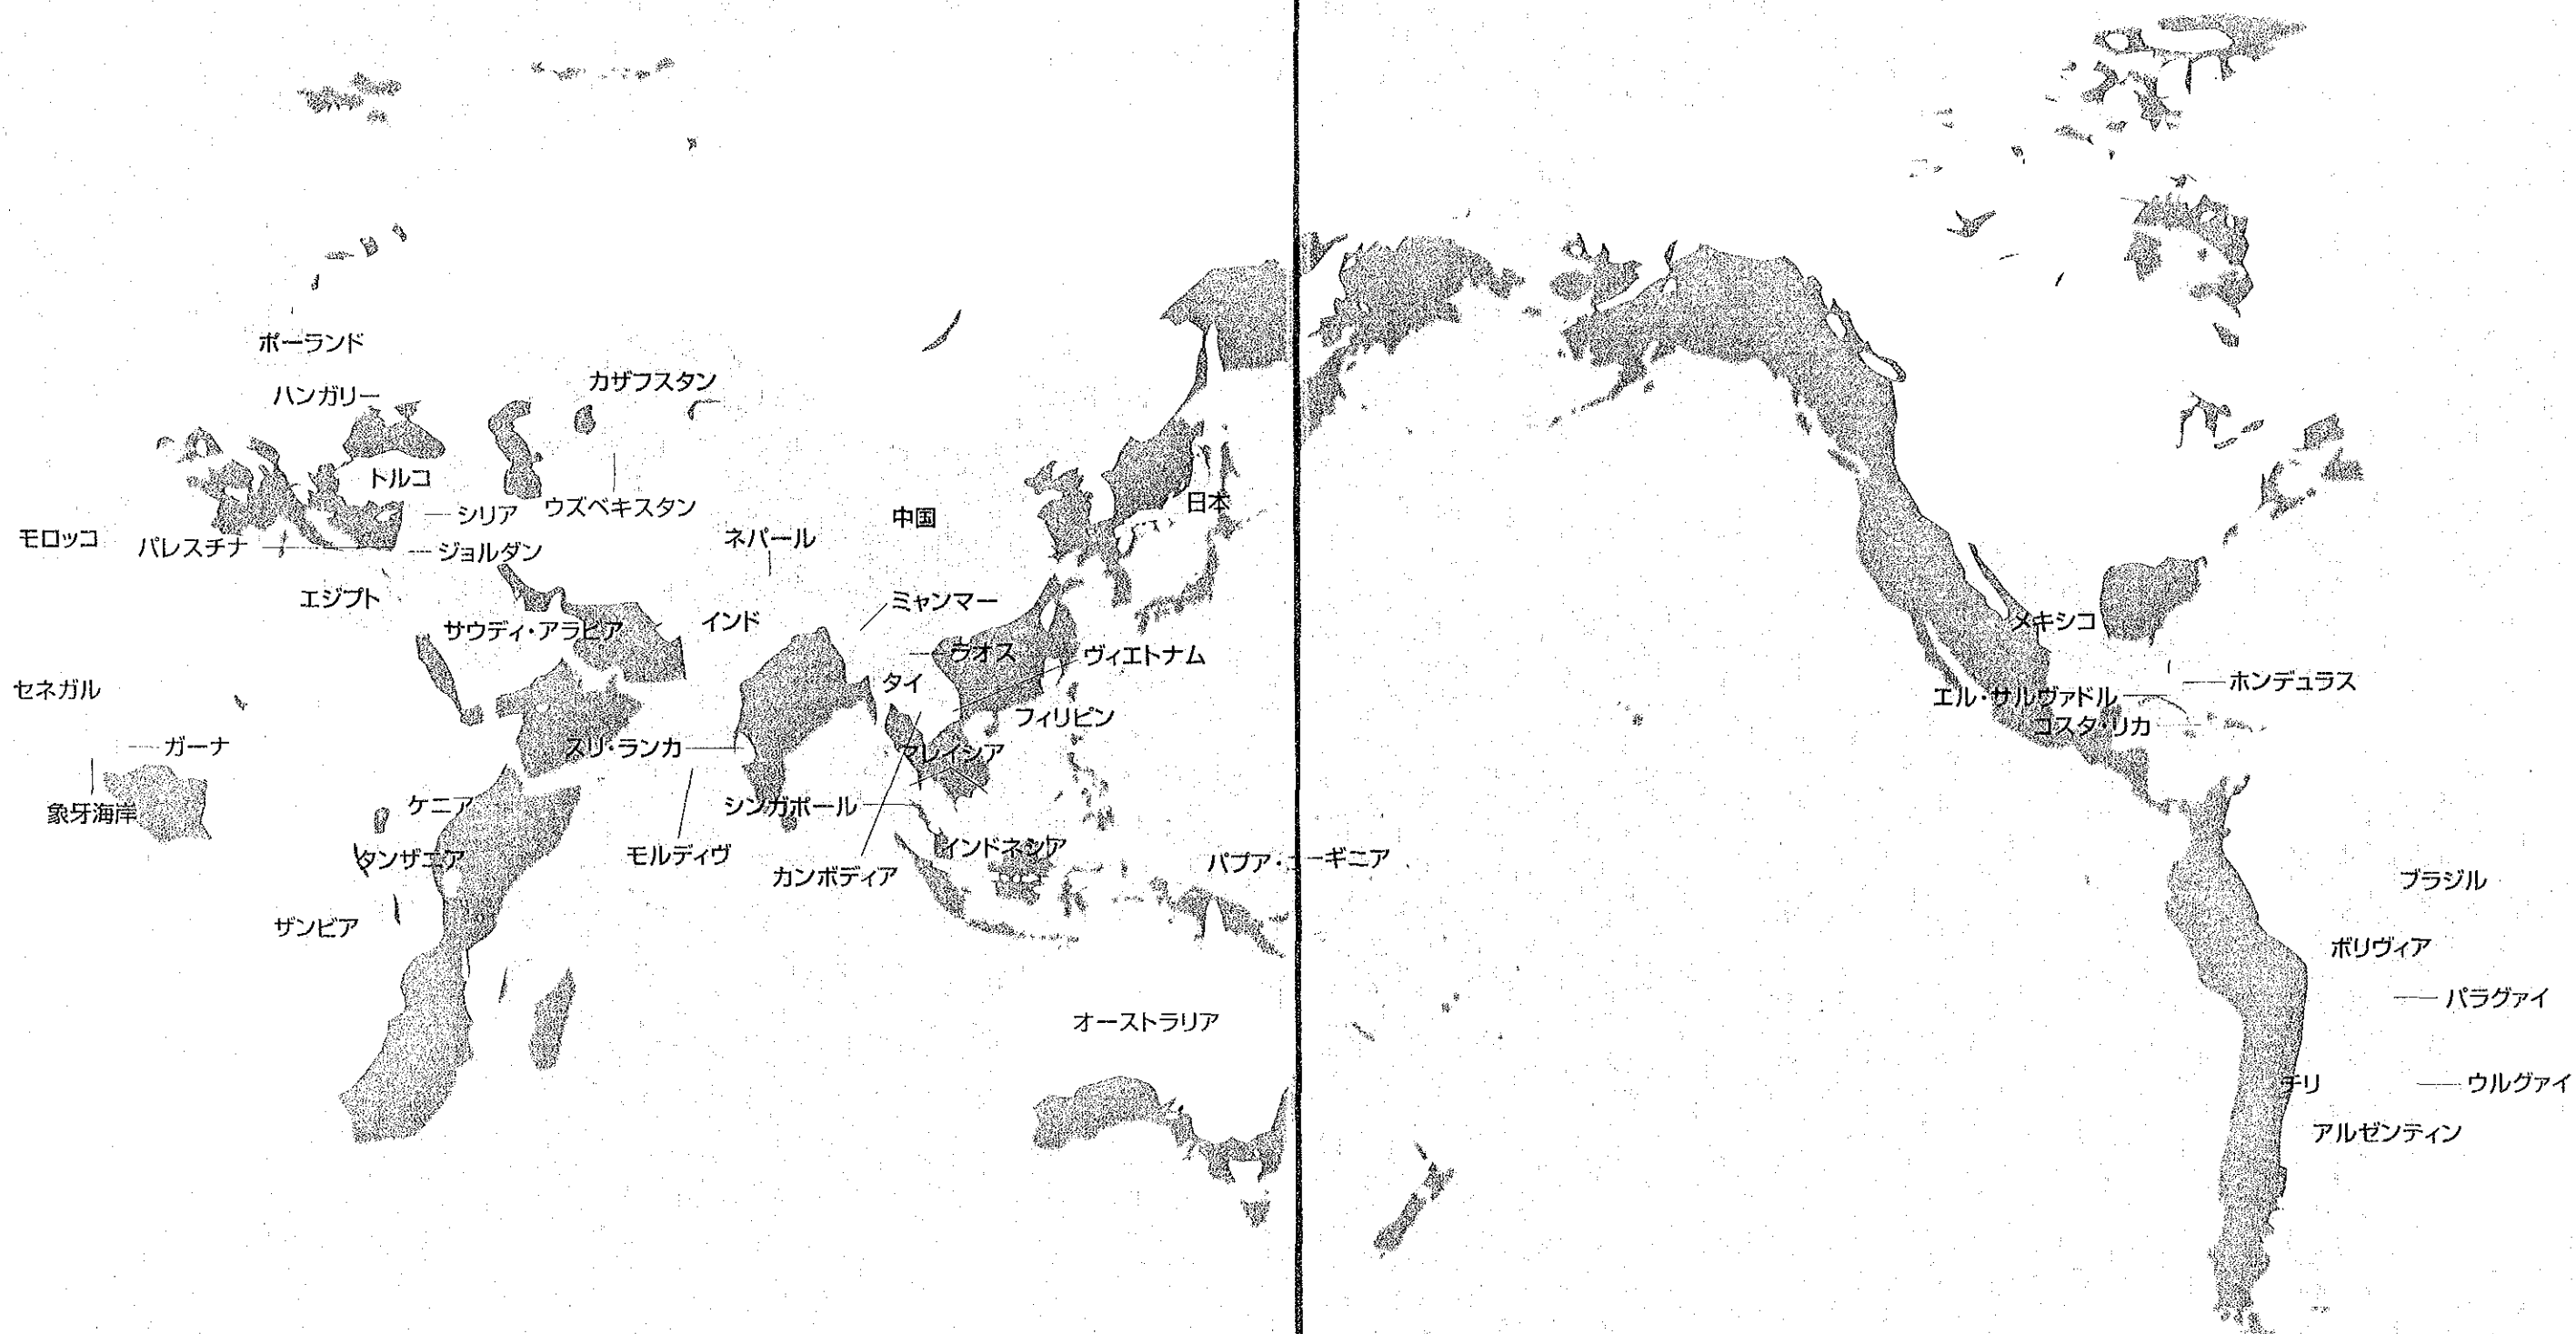 ポーランド
カザフスタン
ハンガリー
トルコ
シリア
ウズベキスタン
日本
中国
モロッコ
パレスチナ
ジョルダン
ネパール
エジプト
ミャンマー
インド
サウディ・アラビア
メキシコ
ラオス
ヴィエトナム
セネガル
タイ
ホンデュラス
エル・サルヴァドル
フィリピン
コスタ・リカ
ガーナ
スリ・ランカ
マレイシア
ケニア
シンガポール
象牙海岸
インドネシア
タンザニア
モルディヴ
パプア・ニーギニア
カンボディア
ブラジル
ザンビア
ボリヴィア
パラグァイ
オーストラリア
チリ
ウルグァイ
アルゼンティン